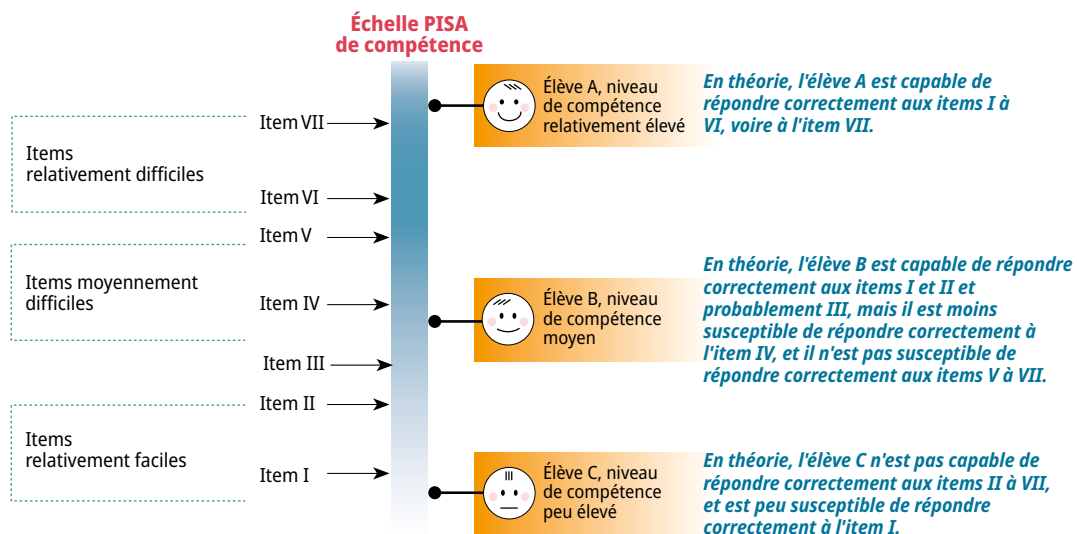 Échelle PISA
de compétence
Élève A, niveau
de compétence
relativement élevé
En théorie, l'élève A est capable de
répondre correctement aux items I à
VI, voire à l'item VII.
Item VII
Items
relativement difficiles
Item VI
Item V
Items moyennement
difficiles
Item IV
Élève B, niveau
de compétence
moyen
En théorie, l'élève B est capable de répondre
correctement aux items I et II et
probablement III, mais il est moins
susceptible de répondre correctement à
l'item IV, et il n'est pas susceptible de
répondre correctement aux items V à VII.
Item III
Item II
Items
relativement faciles
Item I
Élève C, niveau
de compétence
peu élevé
En théorie, l'élève C n'est pas capable de
répondre correctement aux items II à VII,
et est peu susceptible de répondre
correctement à l'item I.